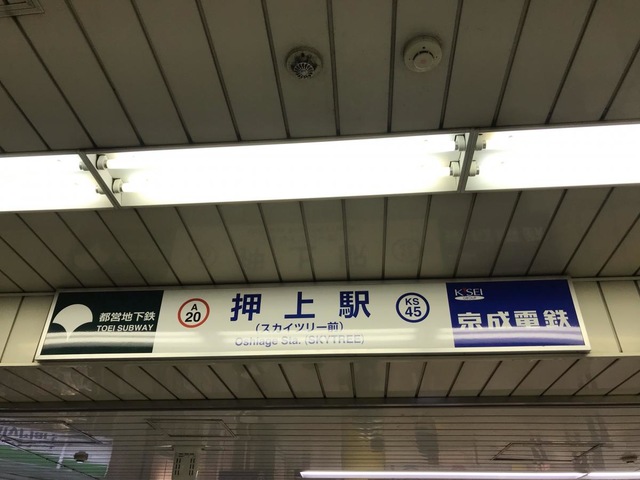 都営地下鉄
TOEI SUBWAY
A
20
押上駅
(スカイツリー前)
Oshiage Sta. (SKYTREE)
KS
45
KEISEI
京成電鉄